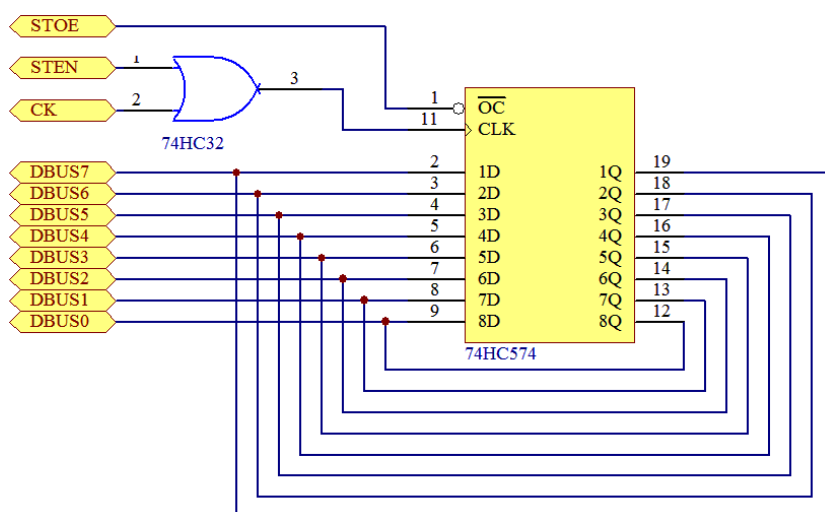 STOE
STEN 1
3
CK 2
74HC32
1 OC
11 CLK
DBUS7 2 1D 1Q 19
DBUS6 3 2D 2Q 18
DBUS5 4 3D 3Q 17
DBUS4 5 4D 4Q 16
DBUS3 6 5D 5Q 15
DBUS2 7 6D 6Q 14
DBUS1 8 7D 7Q 13
DBUS0 9 8D 8Q 12
74HC574